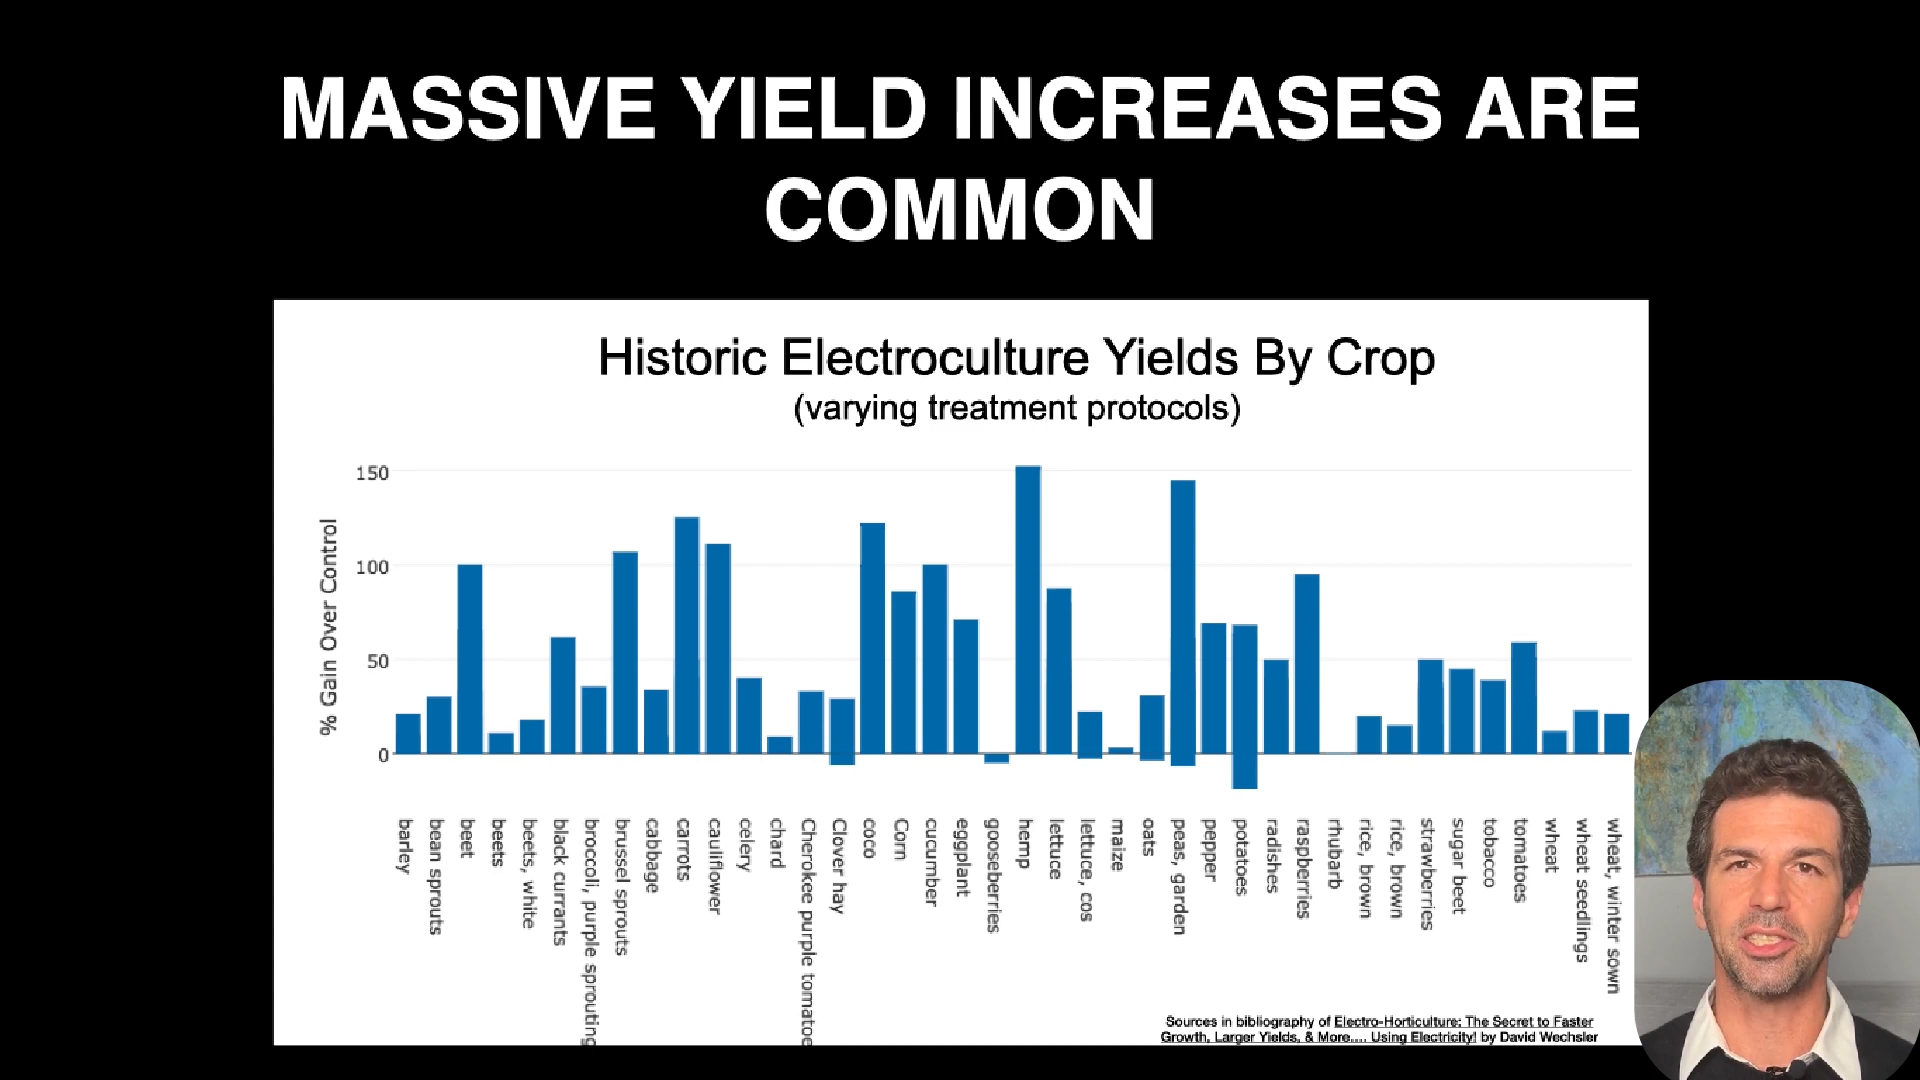 MASSIVE YIELD INCREASES ARE
COMMON
Historic Electroculture Yields By Crop
(varying treatment protocols)
% Gain Over Control
150
100
50
0
barley
bean sprouts
beet
beets
beets, white
black currants
broccoli, purple sprouting
brussel sprouts
cabbage
carrots
cauliflower
celery
chard
Cherokee purple tomatoe
Clover hay
coco
Corn
cucumber
eggplant
gooseberries
hemp
lettuce
lettuce, cos
maize
oats
peas, garden
pepper
potatoes
radishes
raspberries
rhubarb
rice, brown
rice, brown
strawberries
sugar beet
tobacco
tomatoes
wheat
wheat seedlings
wheat, winter sown
Sources in bibliography of Electro-Horticulture: The Secret to Faster
Growth, Larger Yields, & More.... Using Electricity! by David Wechsler